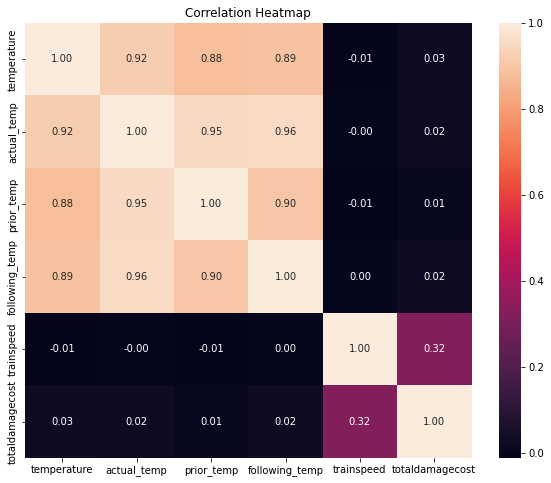 Correlation Heatmap
temperature 1.00 0.92 0.88 0.89 -0.01 0.03
actual_temp 0.92 1.00 0.95 0.96 -0.00 0.02
prior_temp 0.88 0.95 1.00 0.90 -0.01 0.01
following_temp 0.89 0.96 0.90 1.00 0.00 0.02
trainspeed -0.01 -0.00 -0.01 0.00 1.00 0.32
totaldamagecost 0.03 0.02 0.01 0.02 0.32 1.00
temperature actual_temp prior_temp following_temp trainspeed totaldamagecost
1.0
0.8
0.6
0.4
0.2
0.0